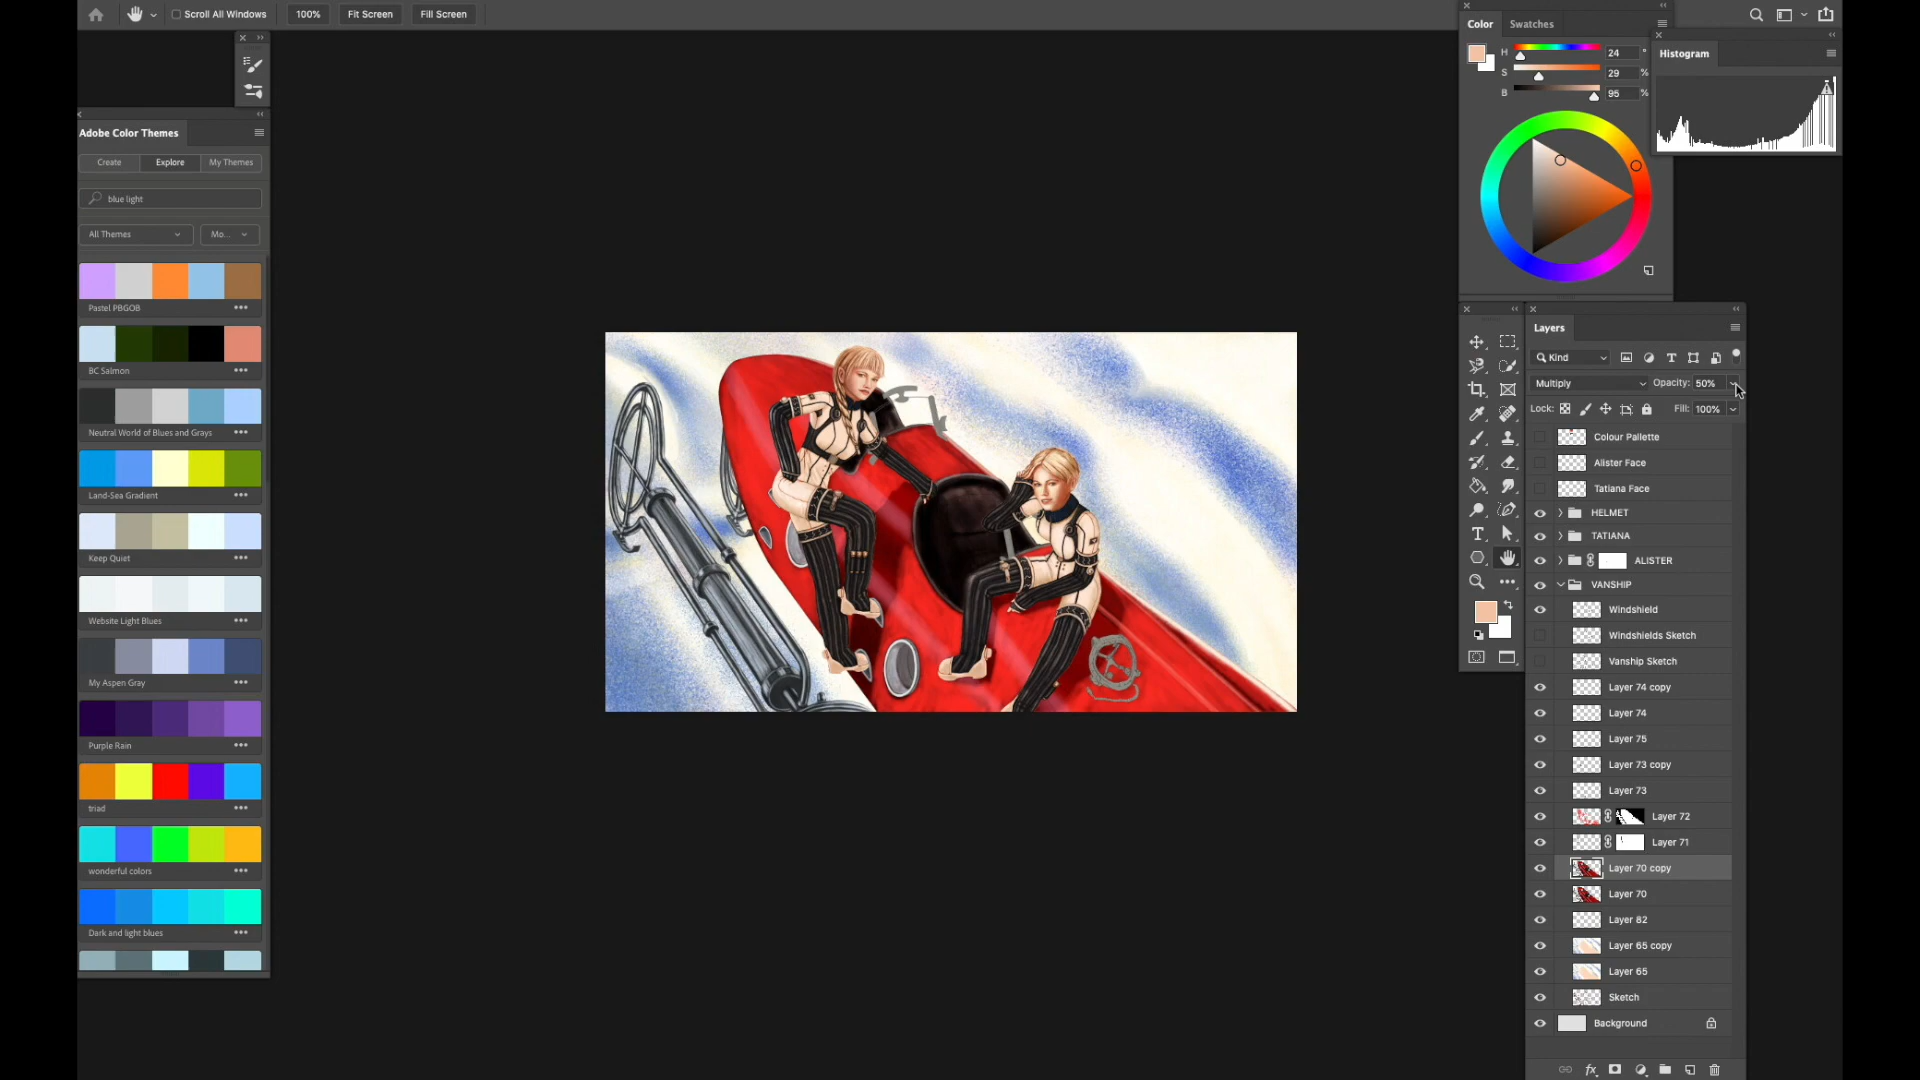 Scroll All Windows
100%
Fit Screen
Fill Screen
Adobe Color Themes
Create
Explore
My Themes
blue light
All Themes
Mo...
Pastel PBGOB
BC Salmon
Neutral World of Blues and Grays
Land-Sea Gradient
Keep Quiet
Website Light Blues
My Aspen Gray
Purple Rain
triad
wonderful colors
Dark and light blues
Color
Swatches
H
24
°
S
29
%
B
95
%
Histogram
Layers
Kind
Multiply
Opacity: 50%
Lock:
Fill: 100%
Colour Pallette
Alister Face
Tatiana Face
HELMET
TATIANA
ALISTER
VANSHIP
Windshield
Windshields Sketch
Vanship Sketch
Layer 74 copy
Layer 74
Layer 75
Layer 73 copy
Layer 73
Layer 72
Layer 71
Layer 70 copy
Layer 70
Layer 82
Layer 65 copy
Layer 65
Sketch
Background
fx